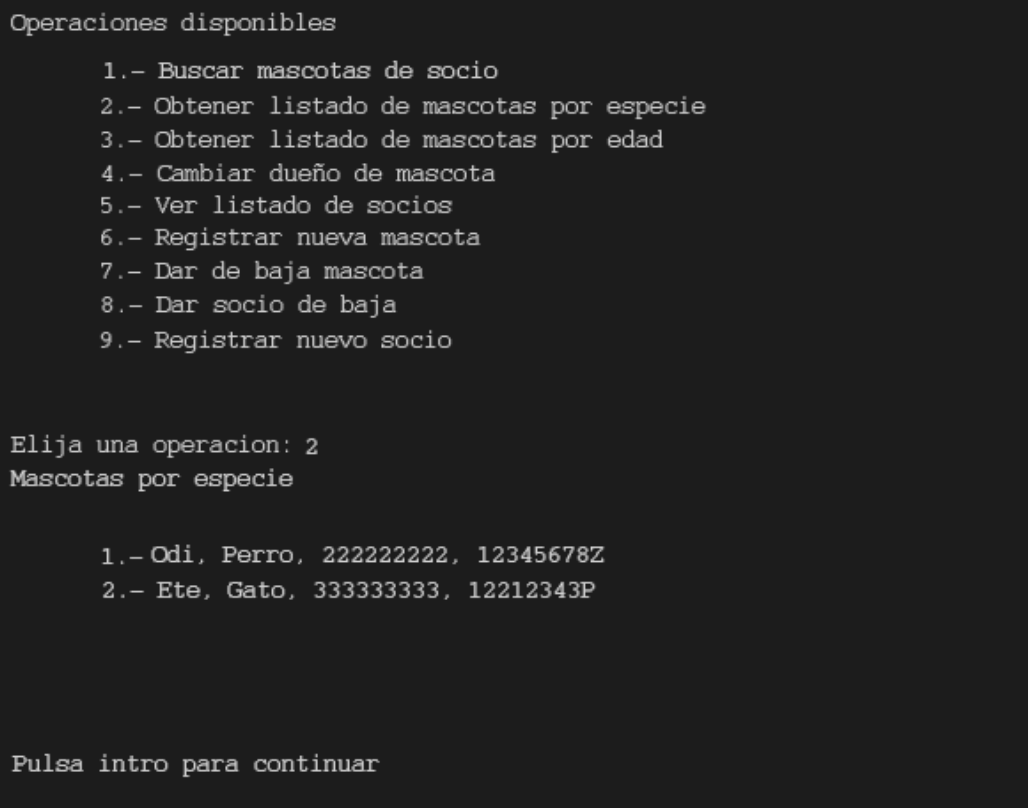 Operaciones disponibles
1.- Buscar mascotas de socio
2.- Obtener listado de mascotas por especie
3.- Obtener listado de mascotas por edad
4.- Cambiar dueño de mascota
5.- Ver listado de socios
6.- Registrar nueva mascota
7.- Dar de baja mascota
8.- Dar socio de baja
9.- Registrar nuevo socio
Elija una operacion: 2
Mascotas por especie
1.- Odi, Perro, 222222222, 12345678Z
2.- Ete, Gato, 333333333, 12212343P
Pulsa intro para continuar